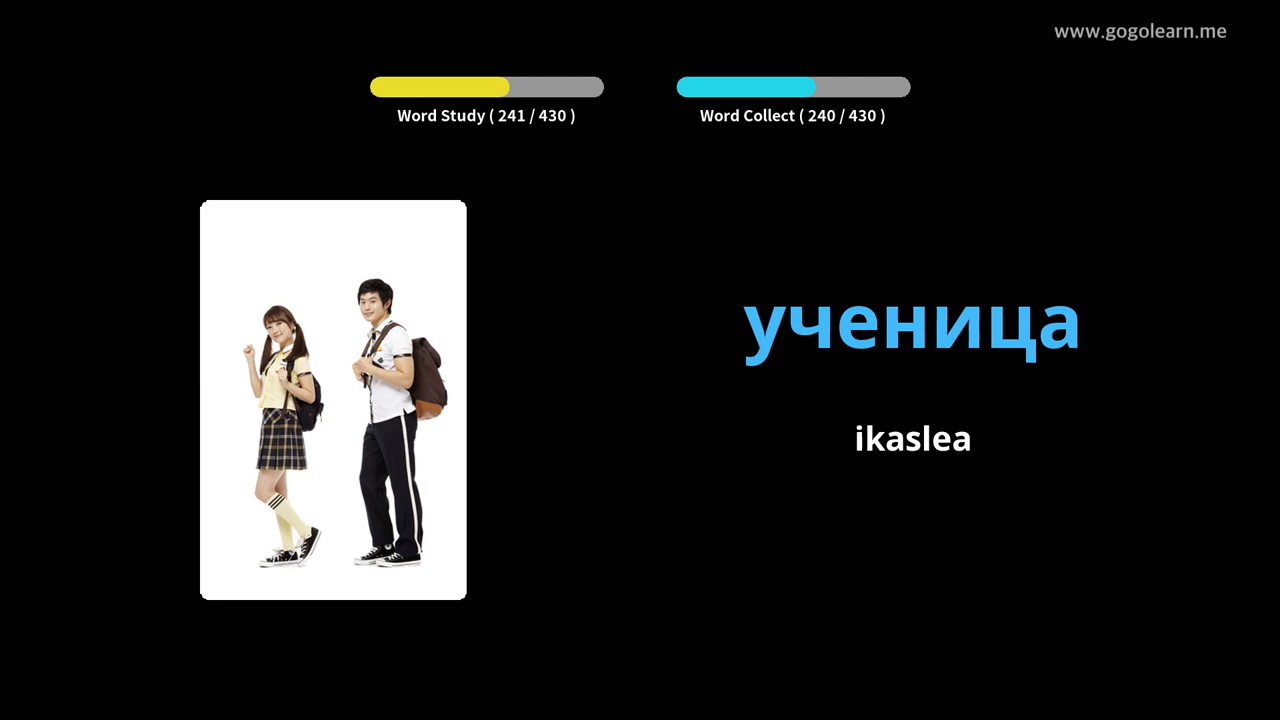 www.gogolearn.me
Word Study ( 241 / 430 )
Word Collect ( 240 / 430 )
ученица
ikaslea